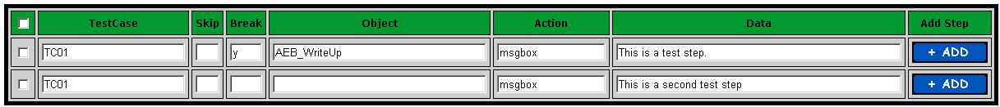 TestCase Skip Break Object Action Data Add Step
TC01 y AEB_WriteUp msgbox This is a test step. + ADD
TC01 msgbox This is a second test step + ADD